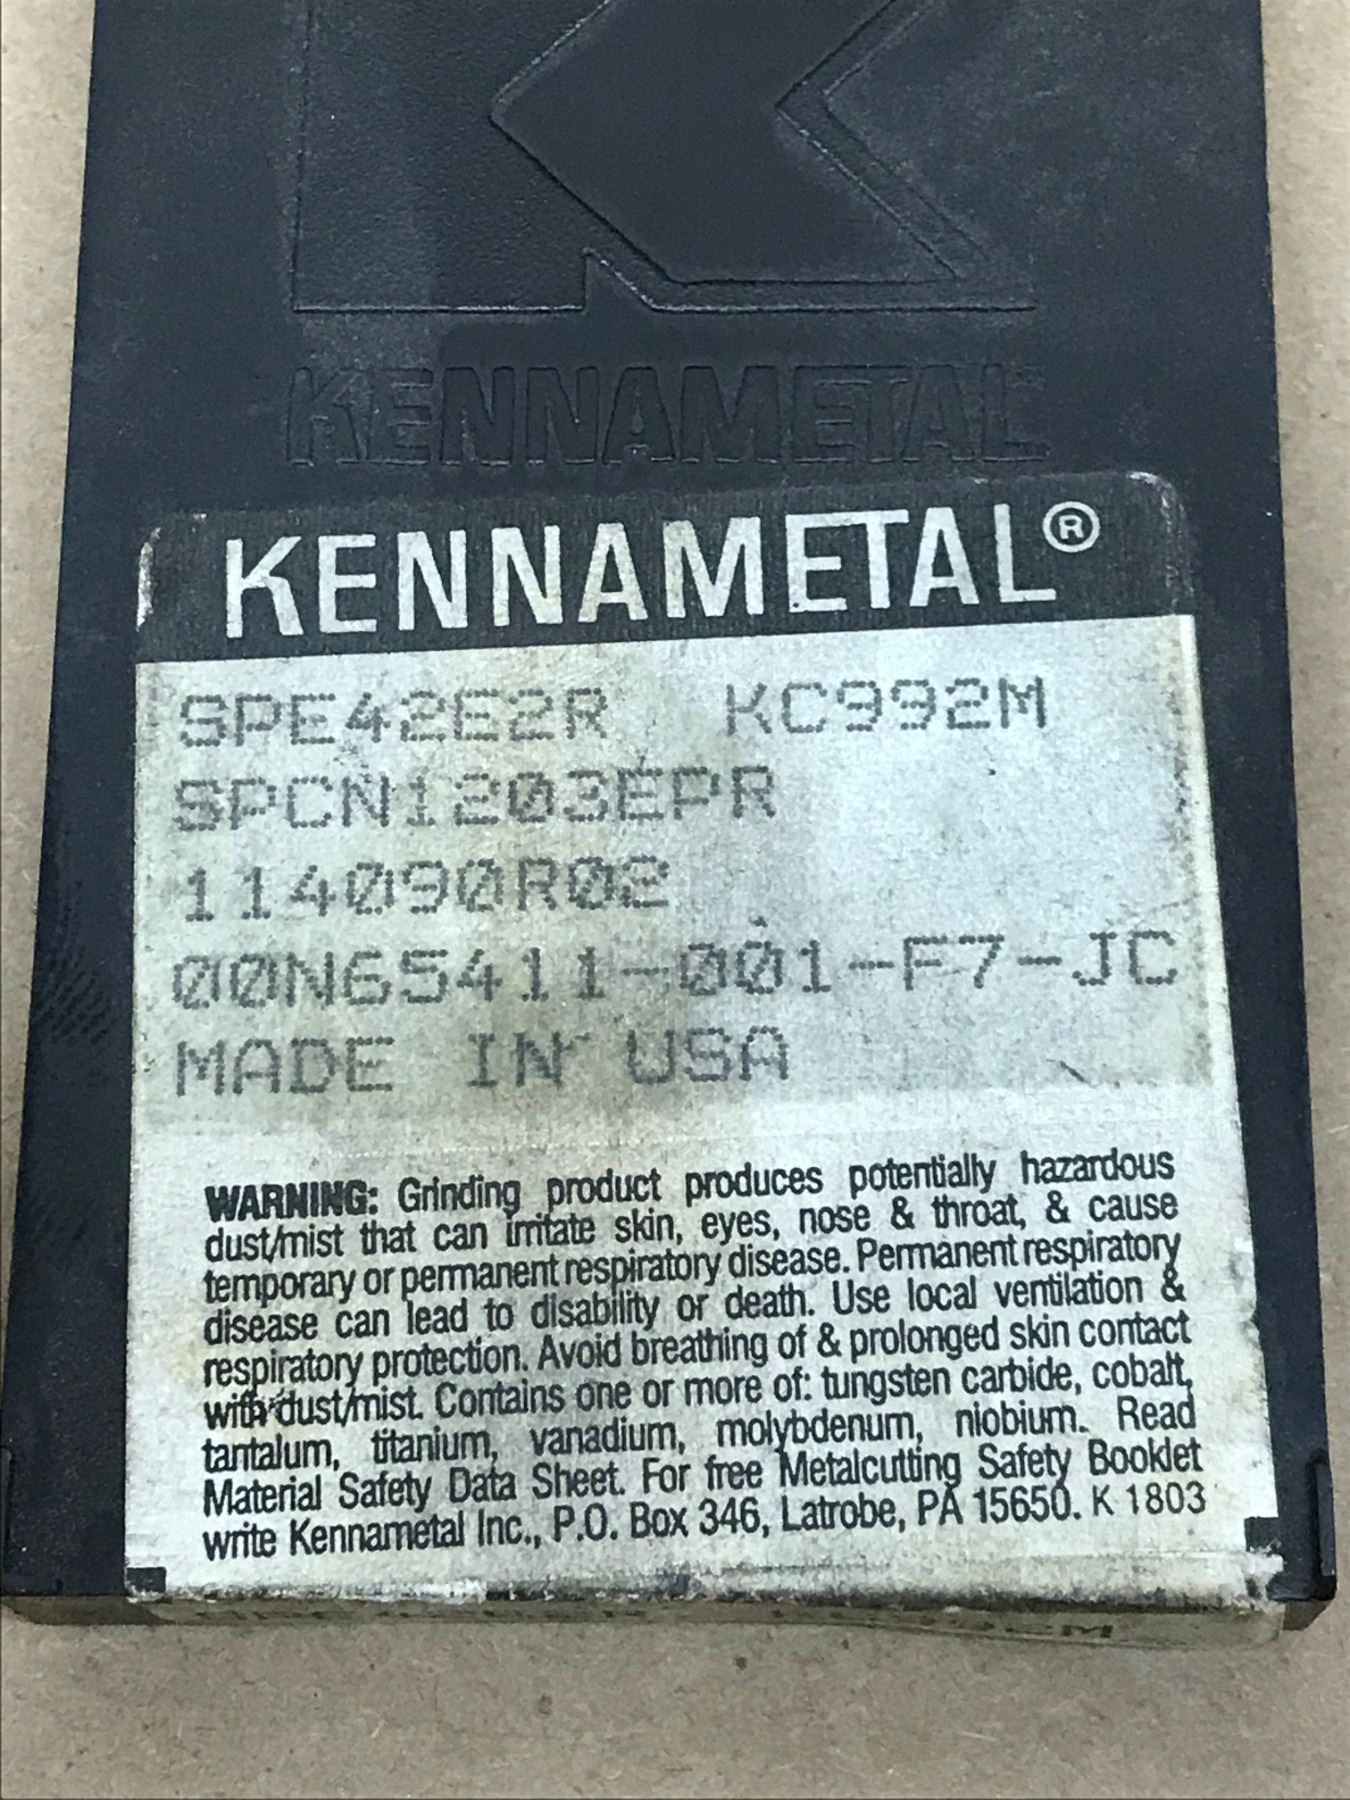 KENNAMETAL
KENNAMETAL®
SPE42E2R KC992M
SPCN1203EPR
114090R02
00N65411-001-F7-JC
MADE IN USA
WARNING: Grinding product produces potentially hazardous
dust/mist that can irritate skin, eyes, nose & throat, & cause
temporary or permanent respiratory disease. Permanent respiratory
disease can lead to disability or death. Use local ventilation &
respiratory protection. Avoid breathing of & prolonged skin contact
with dust/mist. Contains one or more of: tungsten carbide, cobalt,
tantalum, titanium, vanadium, molybdenum, niobium. Read
Material Safety Data Sheet. For free Metalcutting Safety Booklet
write Kennametal Inc., P.O. Box 346, Latrobe, PA 15650. K 1803